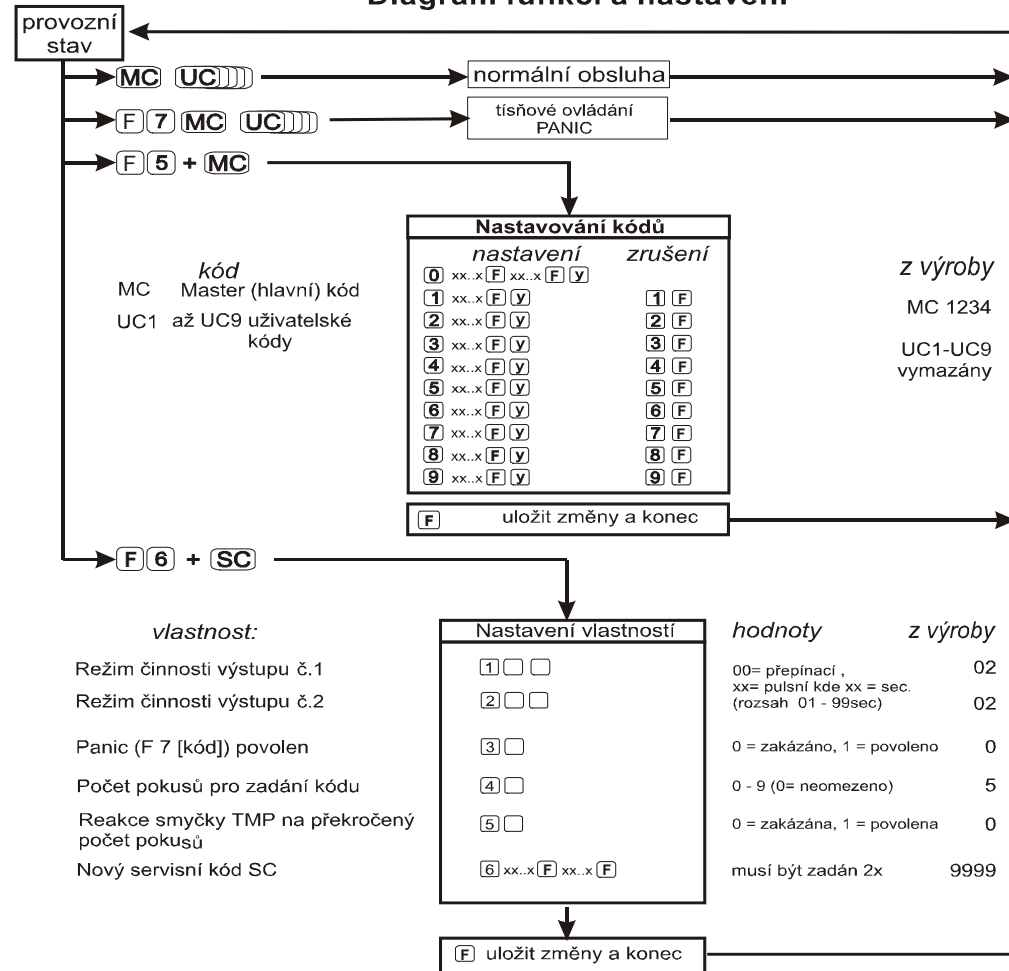 Diagram funkcí a nastavení
provozní
stav
MC UC
normální obsluha
F 7 MC UC
tísňové ovládání
PANIC
F 5 + MC
Nastavování kódů
nastavení zrušení
0 xx..x F xx..x F y
1 xx..x F y 1 F
2 xx..x F y 2 F
3 xx..x F y 3 F
4 xx..x F y 4 F
5 xx..x F y 5 F
6 xx..x F y 6 F
7 xx..x F y 7 F
8 xx..x F y 8 F
9 xx..x F y 9 F
kód
MC Master (hlavní) kód
UC1 až UC9 uživatelské
kódy
z výroby
MC 1234
UC1-UC9
vymazány
F uložit změny a konec
F 6 + SC
vlastnost: Nastavení vlastností hodnoty z výroby
Režim činnosti výstupu č.1 1 00= přepínací , 02
xx= pulsní kde xx = sec.
Režim činnosti výstupu č.2 2 (rozsah 01 - 99sec) 02
Panic (F 7 [kód]) povolen 3 0 = zakázáno, 1 = povoleno 0
Počet pokusů pro zadání kódu 4 0 - 9 (0= neomezeno) 5
Reakce smyčky TMP na překročený
počet pokusů 5 0 = zakázána, 1 = povolena 0
Nový servisní kód SC 6 xx..x F xx..x F musí být zadán 2x 9999
F uložit změny a konec